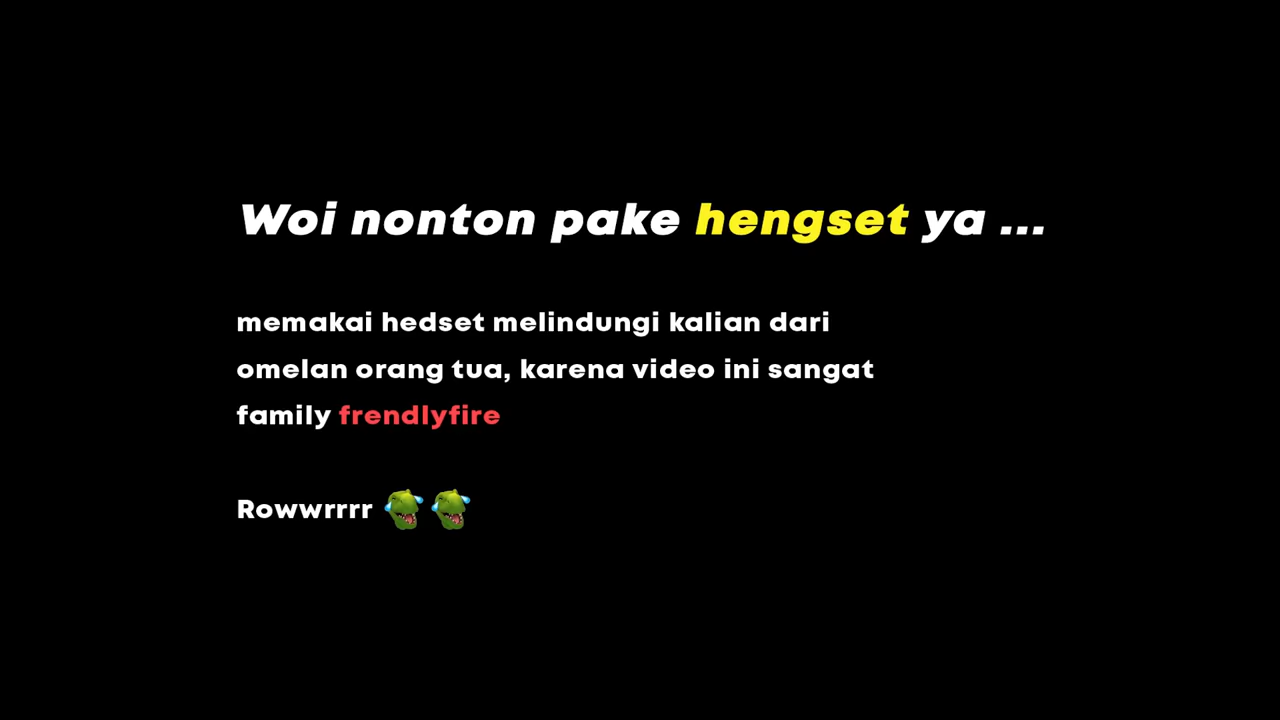 Woi nonton pake hengset ya ...
memakai hedset melindungi kalian dari
omelan orang tua, karena video ini sangat
family frendlyfire
Rowwrrrr